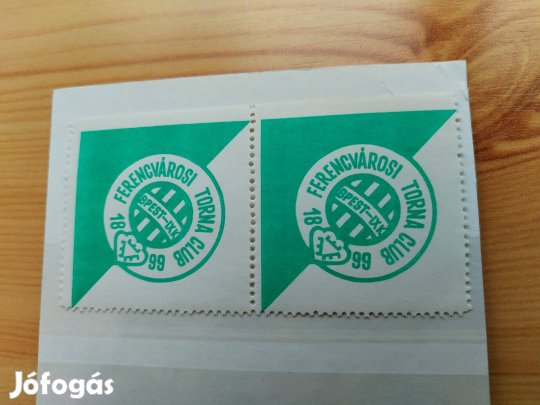 FERENCVÁROSI TORNA CLUB
BPEST-IX.K.
18 99
FERENCVÁROSI TORNA CLUB
BPEST-IX.K.
18 99
Jófogás